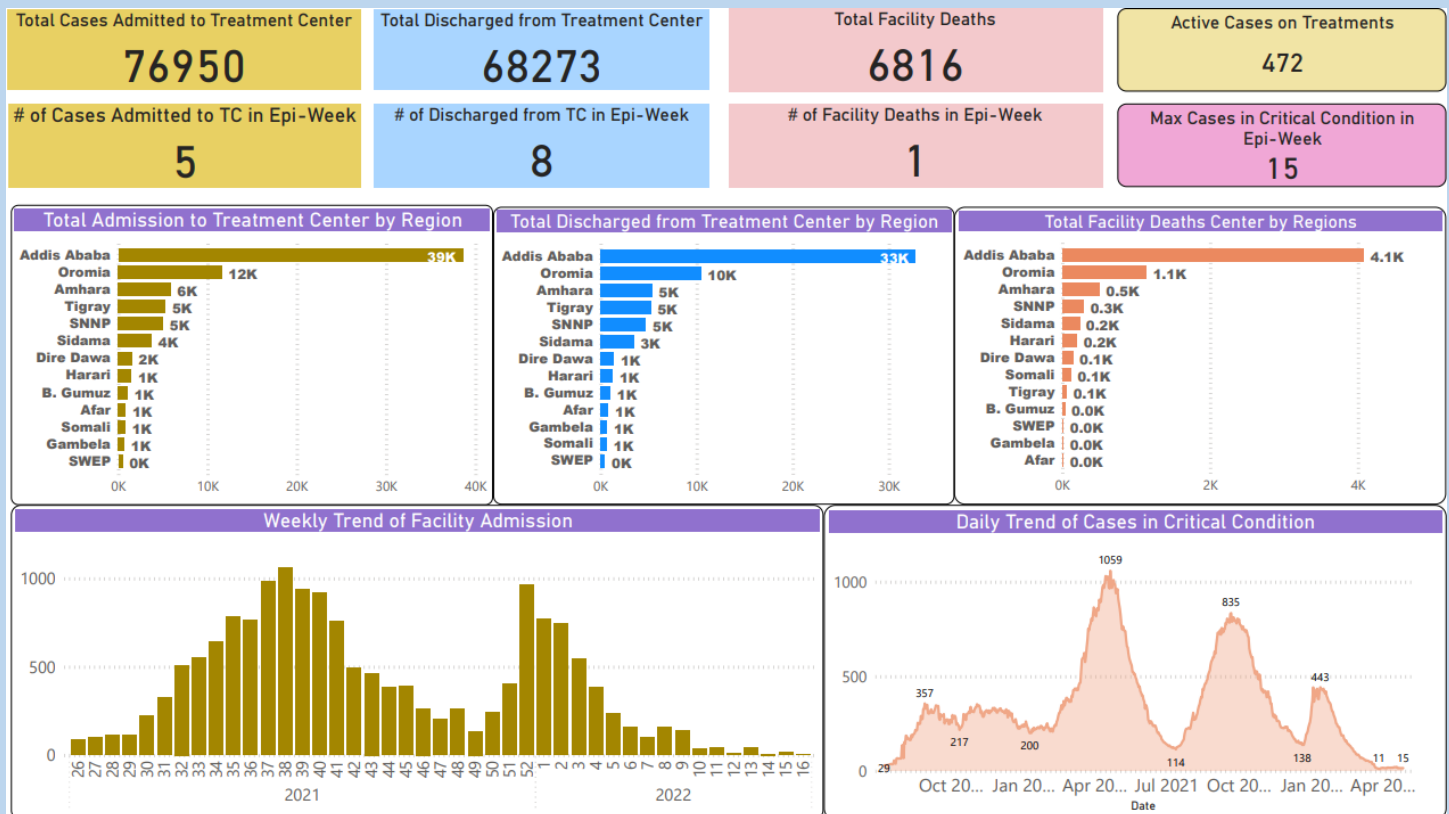 Total Cases Admitted to Treatment Center
76950
Total Discharged from Treatment Center
68273
Total Facility Deaths
6816
Active Cases on Treatments
472
# of Cases Admitted to TC in Epi-Week
5
# of Discharged from TC in Epi-Week
8
# of Facility Deaths in Epi-Week
1
Max Cases in Critical Condition in
Epi-Week
15
Total Admission to Treatment Center by Region
Addis Ababa 39K
Oromia 12K
Amhara 6K
Tigray 5K
SNNP 5K
Sidama 4K
Dire Dawa 2K
Harari 1K
B. Gumuz 1K
Afar 1K
Somali 1K
Gambela 1K
SWEP 0K
0K 10K 20K 30K 40K
Total Discharged from Treatment Center by Region
Addis Ababa 33K
Oromia 10K
Amhara 5K
Tigray 5K
SNNP 5K
Sidama 3K
Dire Dawa 1K
Harari 1K
B. Gumuz 1K
Afar 1K
Gambela 1K
Somali 1K
SWEP 0K
0K 10K 20K 30K
Total Facility Deaths Center by Regions
Addis Ababa 4.1K
Oromia 1.1K
Amhara 0.5K
SNNP 0.3K
Sidama 0.2K
Harari 0.2K
Dire Dawa 0.1K
Somali 0.1K
Tigray 0.1K
B. Gumuz 0.0K
SWEP 0.0K
Gambela 0.0K
Afar 0.0K
0K 2K 4K
Weekly Trend of Facility Admission
1000
500
0
26 27 28 29 30 31 32 33 34 35 36 37 38 39 40 41 42 43 44 45 46 47 48 49 50 51 52 1 2 3 4 5 6 7 8 9 10 11 12 13 14 15 16
2021 2022
Daily Trend of Cases in Critical Condition
1059
1000
835
500
443
357
217
200
114
138
11 15
0 29
Oct 20... Jan 20... Apr 20... Jul 2021 Oct 20... Jan 20... Apr 20...
Date